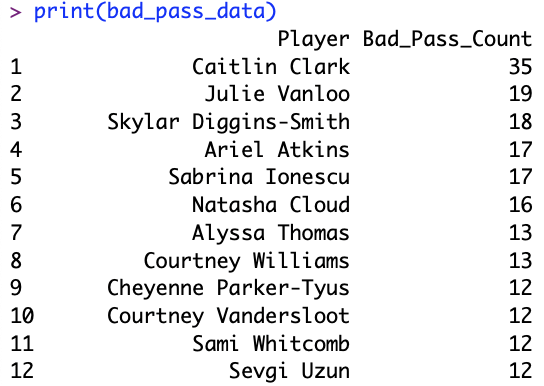 > print(bad_pass_data)
Player Bad_Pass_Count
1 Caitlin Clark 35
2 Julie Vanloo 19
3 Skylar Diggins-Smith 18
4 Ariel Atkins 17
5 Sabrina Ionescu 17
6 Natasha Cloud 16
7 Alyssa Thomas 13
8 Courtney Williams 13
9 Cheyenne Parker-Tyus 12
10 Courtney Vandersloot 12
11 Sami Whitcomb 12
12 Sevgi Uzun 12